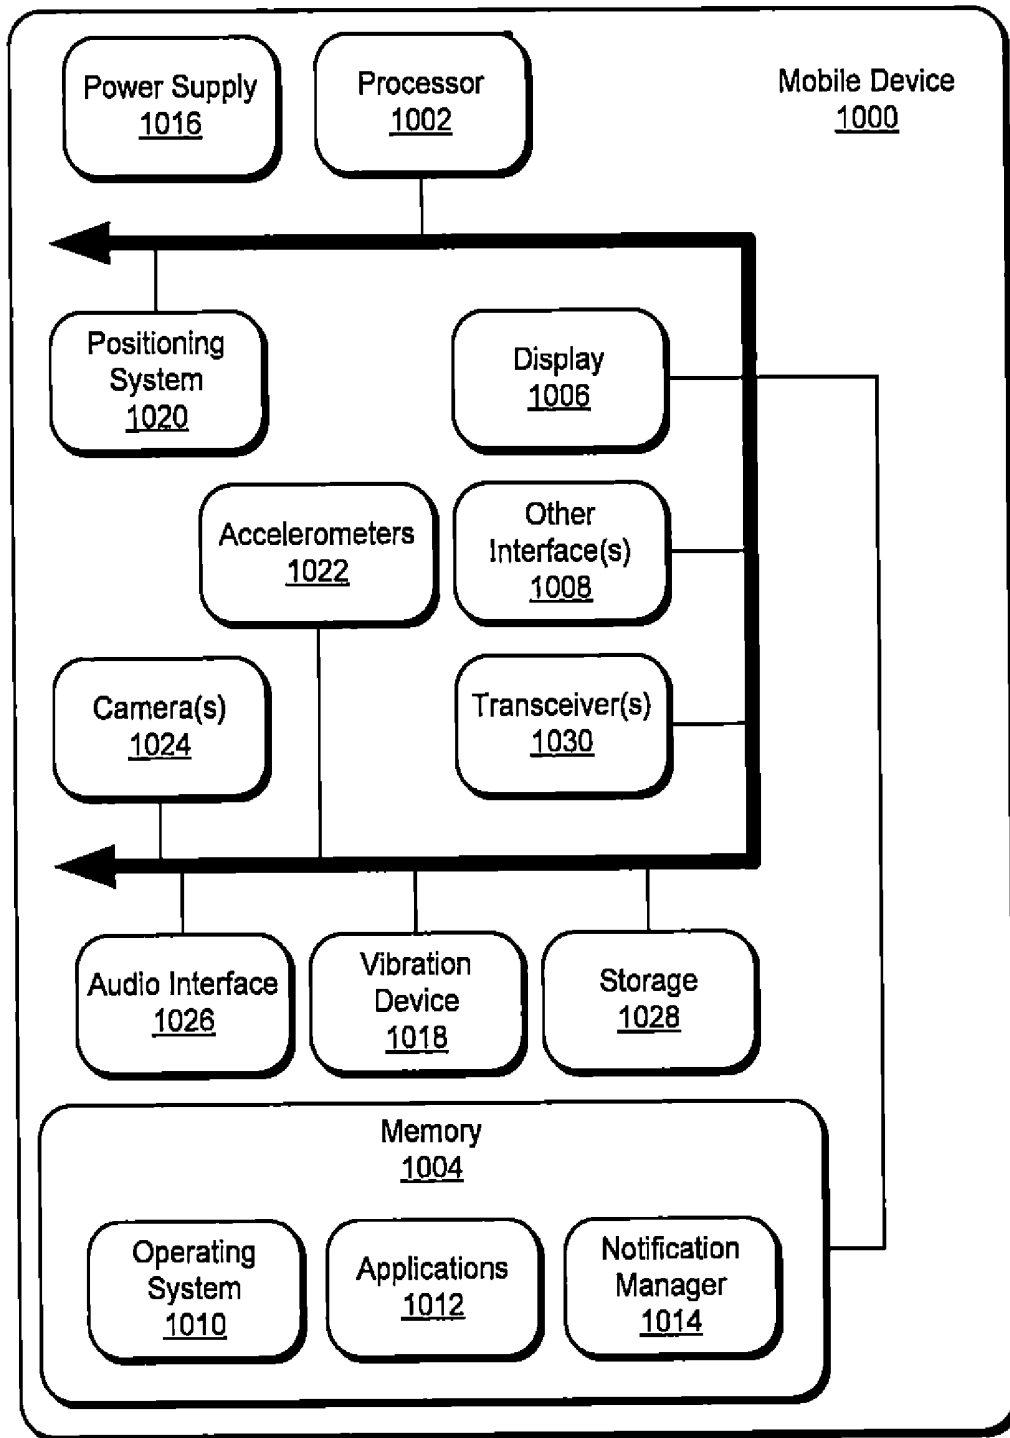 Power Supply
1016
Processor
1002
Mobile Device
1000
Positioning
System
1020
Display
1006
Accelerometers
1022
Other
Interface(s)
1008
Camera(s)
1024
Transceiver(s)
1030
Audio Interface
1026
Vibration
Device
1018
Storage
1028
Memory
1004
Operating
System
1010
Applications
1012
Notification
Manager
1014